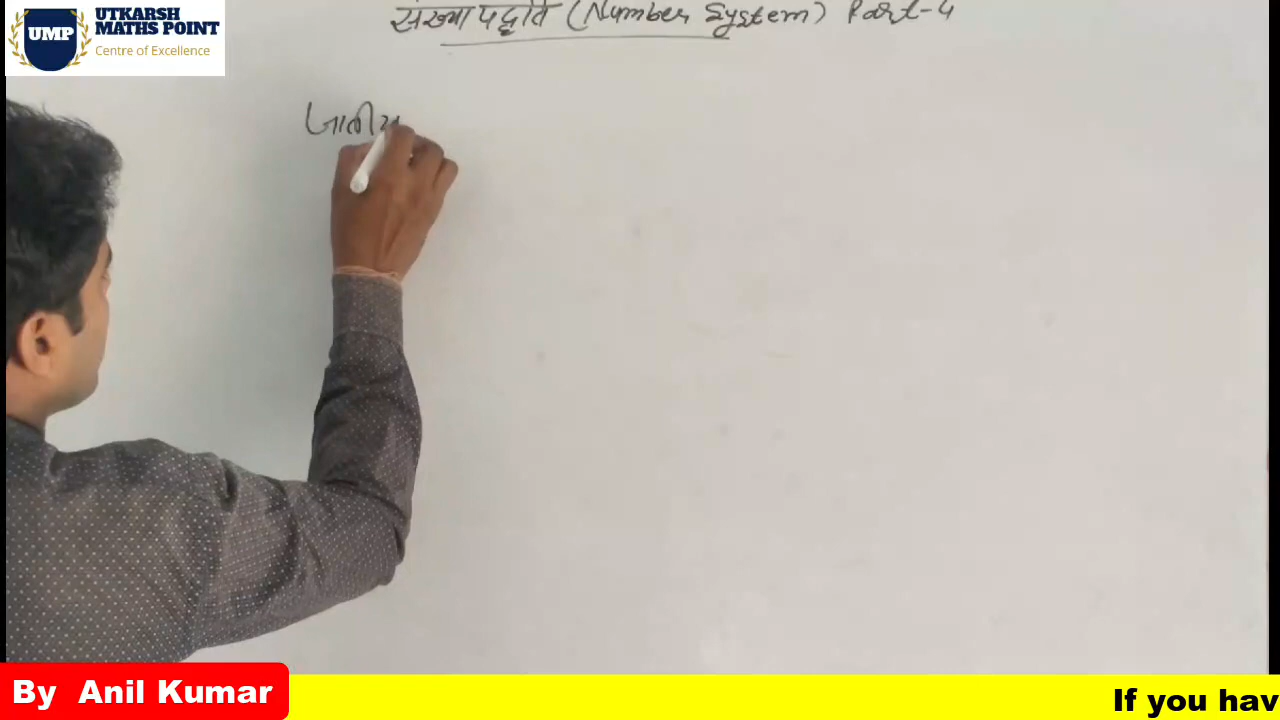 UTKARSH
MATHS POINT
UMP
Centre of Excellence
संख्या पद्धति (Number System) Part-4
जातीय
By Anil Kumar
If you hav